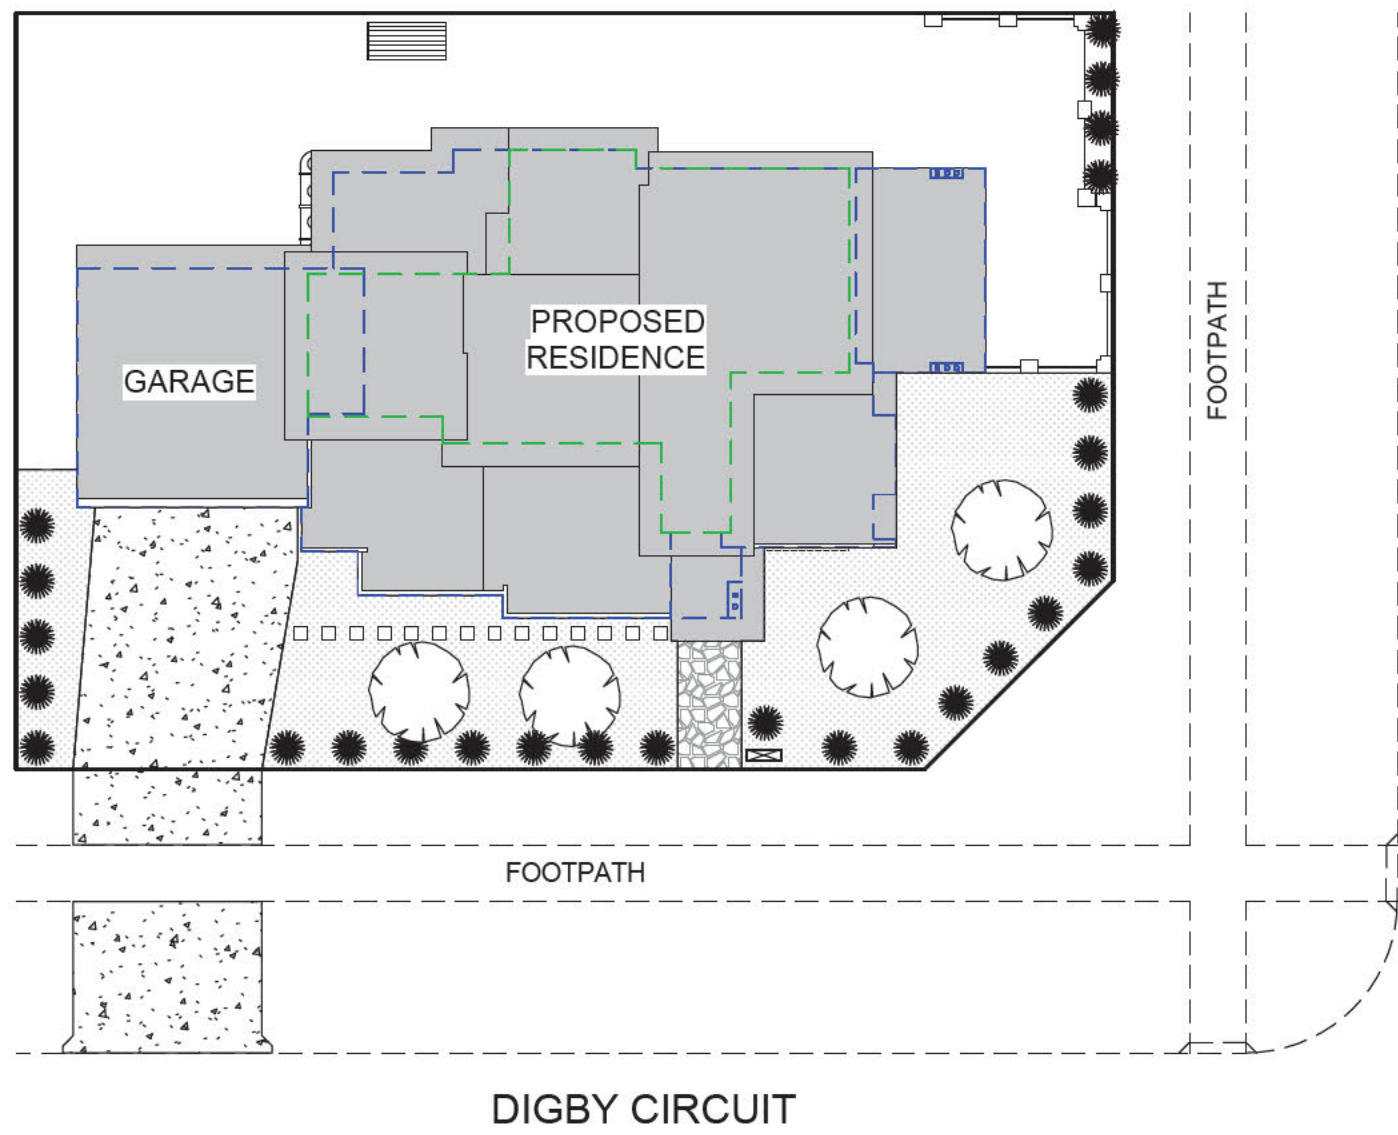 PROPOSED
RESIDENCE
GARAGE
FOOTPATH
FOOTPATH
DIGBY CIRCUIT